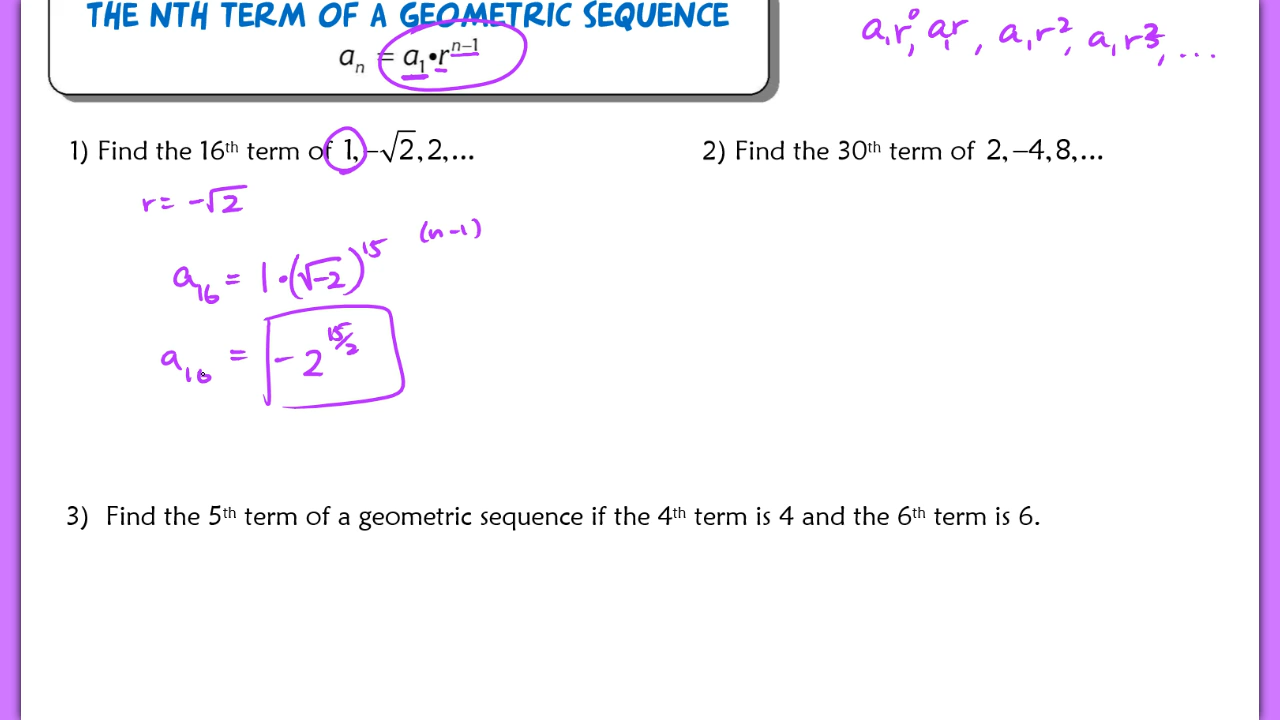 THE NTH TERM OF A GEOMETRIC SEQUENCE
aₙ = a₁•rⁿ⁻¹
a₁r⁰, a₁r, a₁r², a₁r³, ...
1) Find the 16ᵗʰ term of 1, −√2, 2, ...
r = -√2
(n-1)
a₁₆ = 1·(√-2)¹⁵
a₁₆ = -2^15/2
2) Find the 30ᵗʰ term of 2, −4, 8, ...
3) Find the 5ᵗʰ term of a geometric sequence if the 4ᵗʰ term is 4 and the 6ᵗʰ term is 6.